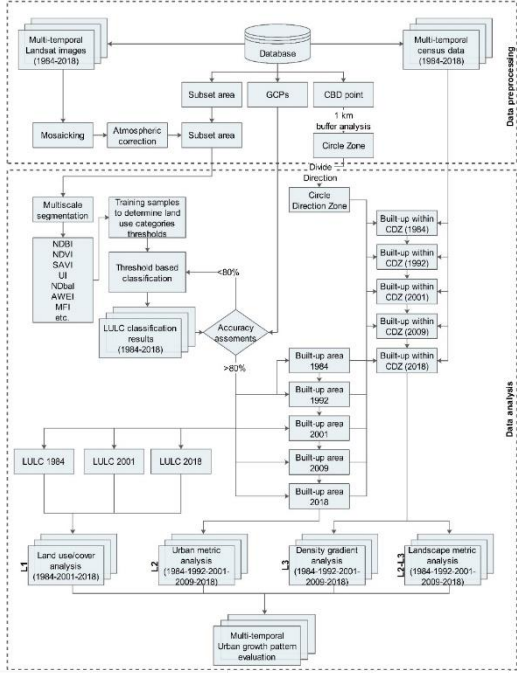 Multi-temporal
Landsat images
(1984-2018)
Database
Multi-temporal
census data
(1984-2018)
Data preprocessing
Subset area
GCPs
CBD point
1 km
buffer analysis
Mosaicking
Atmospheric
correction
Subset area
Circle Zone
Divide
Direction
Multiscale
segmentation
Training samples
to determine land
use categories
thresholds
Circle
Direction Zone
Built-up within
CDZ (1984)
NDBI
NDVI
SAVI
UI
NDbal
AWEI
MFI
etc.
Threshold based
classification
<80%
Built-up within
CDZ (1992)
Built-up within
CDZ (2001)
LULC classification
results
(1984-2018)
Accuracy
assements
Built-up within
CDZ (2009)
>80%
Built-up area
1984
Built-up within
CDZ (2018)
Data analysis
Built-up area
1992
Built-up area
2001
LULC 1984
LULC 2001
LULC 2018
Built-up area
2009
Built-up area
2018
L1
Land use/cover
analysis
(1984-2001-2018)
L2
Urban metric
analysis
(1984-1992-2001-
2009-2018)
L3
Density gradient
analysis
(1984-1992-2001-
2009-2018)
L2-L3
Landscape metric
analysis
(1984-1992-2001-
2009-2018)
Multi-temporal
Urban growth pattern
evaluation